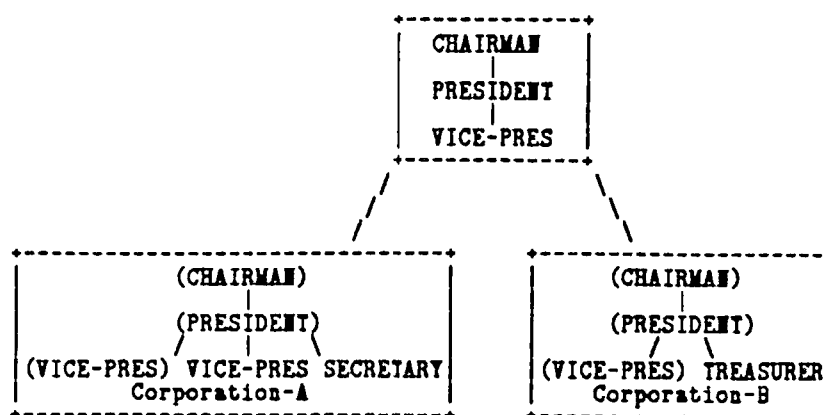 CHAIRMAN
PRESIDENT
VICE-PRES
(CHAIRMAN)
(PRESIDENT)
(VICE-PRES) VICE-PRES SECRETARY
Corporation-A
(CHAIRMAN)
(PRESIDENT)
(VICE-PRES) TREASURER
Corporation-B